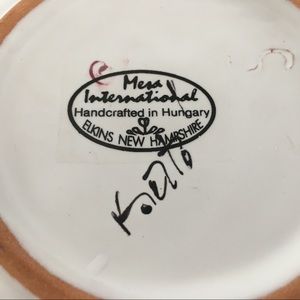 Mesa
International
Handcrafted in Hungary
ELKINS NEW HAMPSHIRE